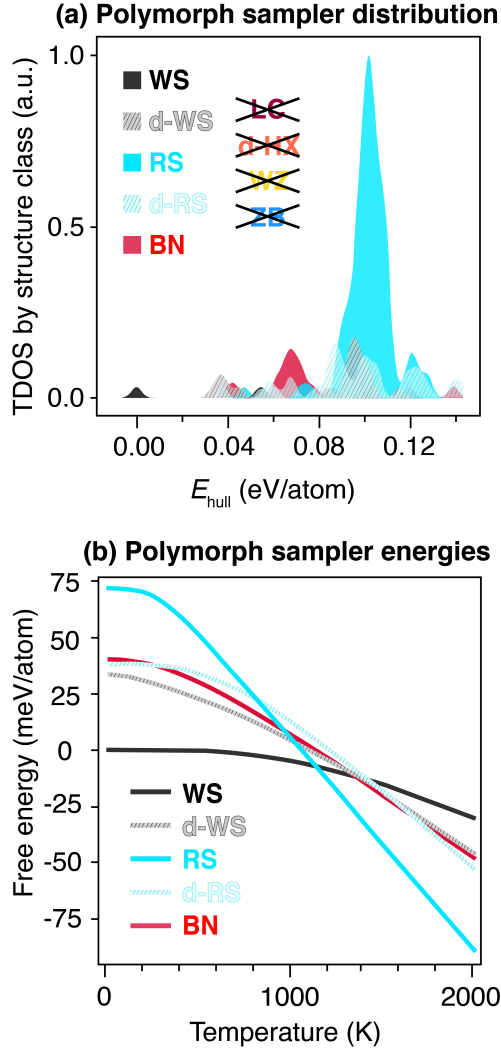 (a) Polymorph sampler distribution
TDOS by structure class (a.u.)
1.0
0.5
0.0
WS
d-WS
RS
d-RS
BN
LC
d-HX
WZ
ZB
0.00
0.04
0.08
0.12
Ehull (eV/atom)
(b) Polymorph sampler energies
Free energy (meV/atom)
75
50
25
0
-25
-50
-75
WS
d-WS
RS
d-RS
BN
0
1000
2000
Temperature (K)